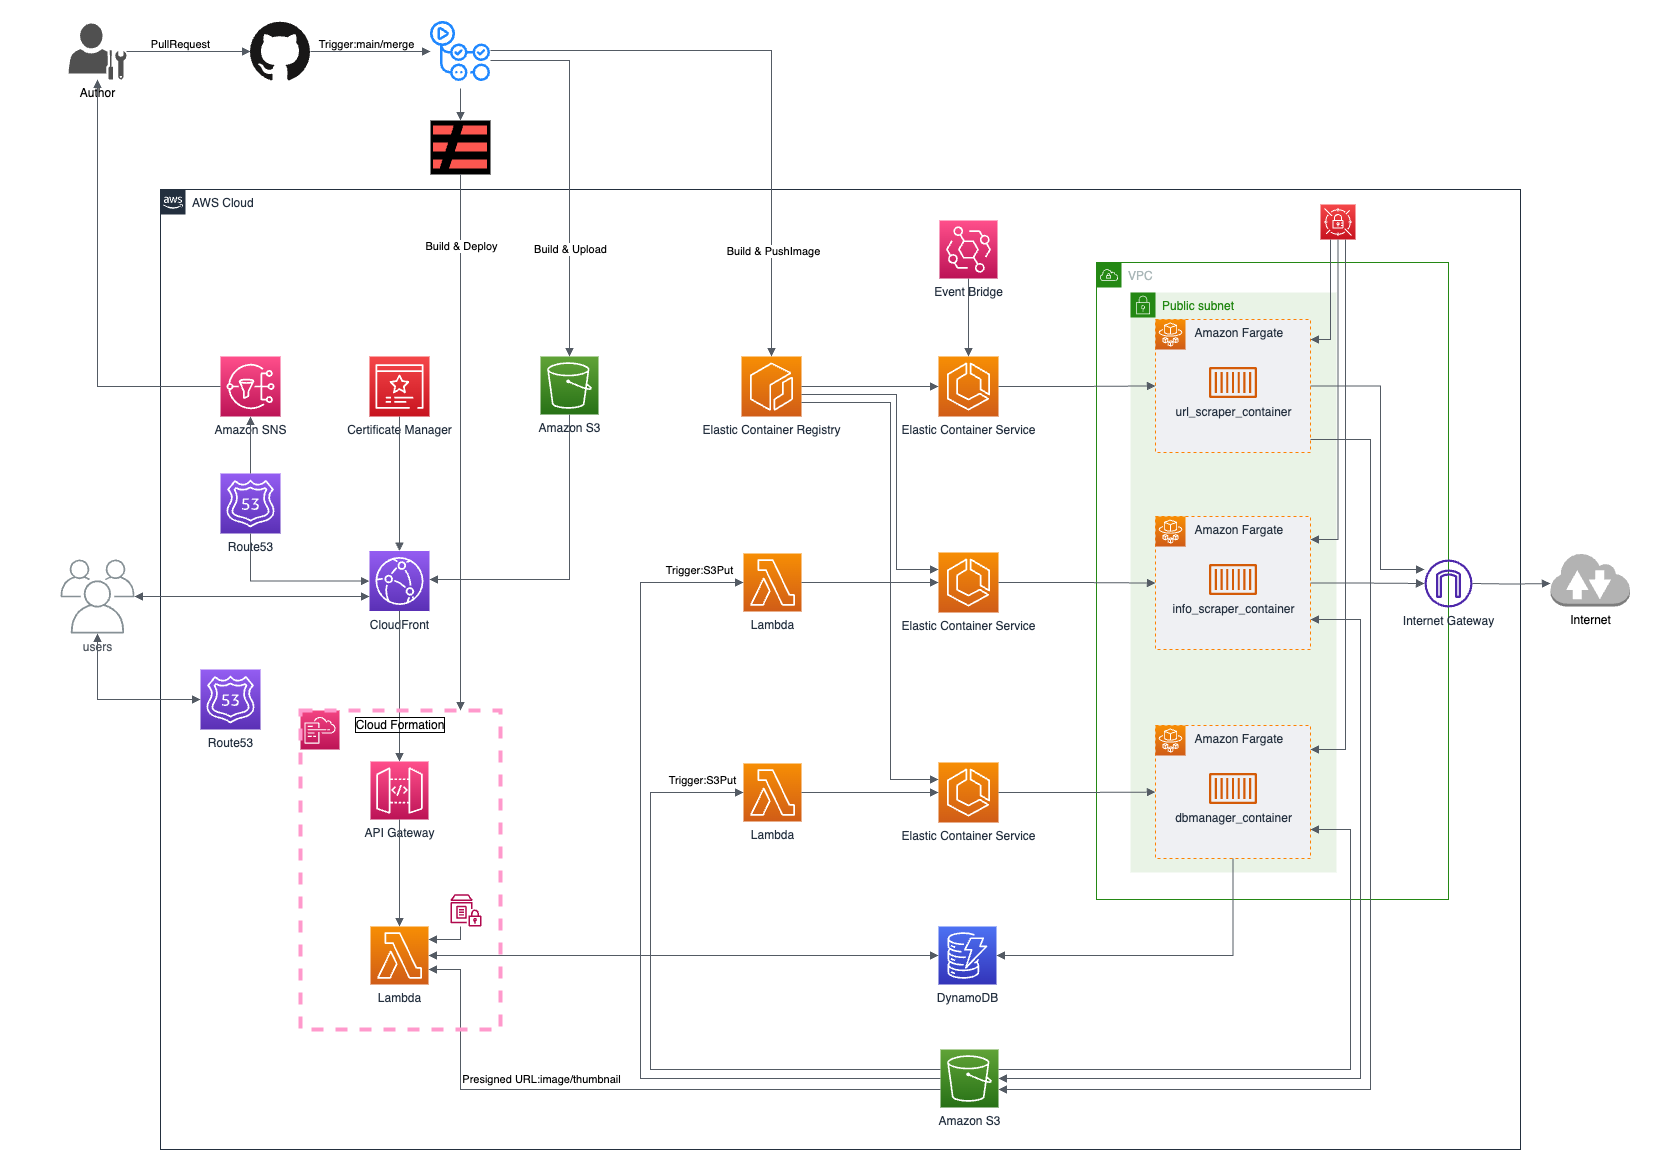 PullRequest
Trigger:main/merge
Author
aws
AWS Cloud
Build & Deploy
Build & Upload
Build & PushImage
Event Bridge
VPC
Public subnet
Amazon Fargate
url_scraper_container
Amazon SNS
Certificate Manager
Amazon S3
Elastic Container Registry
Elastic Container Service
53
Route53
Amazon Fargate
info_scraper_container
Trigger:S3Put
Lambda
Elastic Container Service
Internet Gateway
Internet
CloudFront
users
53
Route53
Cloud Formation
</>
API Gateway
Trigger:S3Put
Lambda
Elastic Container Service
Amazon Fargate
dbmanager_container
Lambda
DynamoDB
Presigned URL:image/thumbnail
Amazon S3